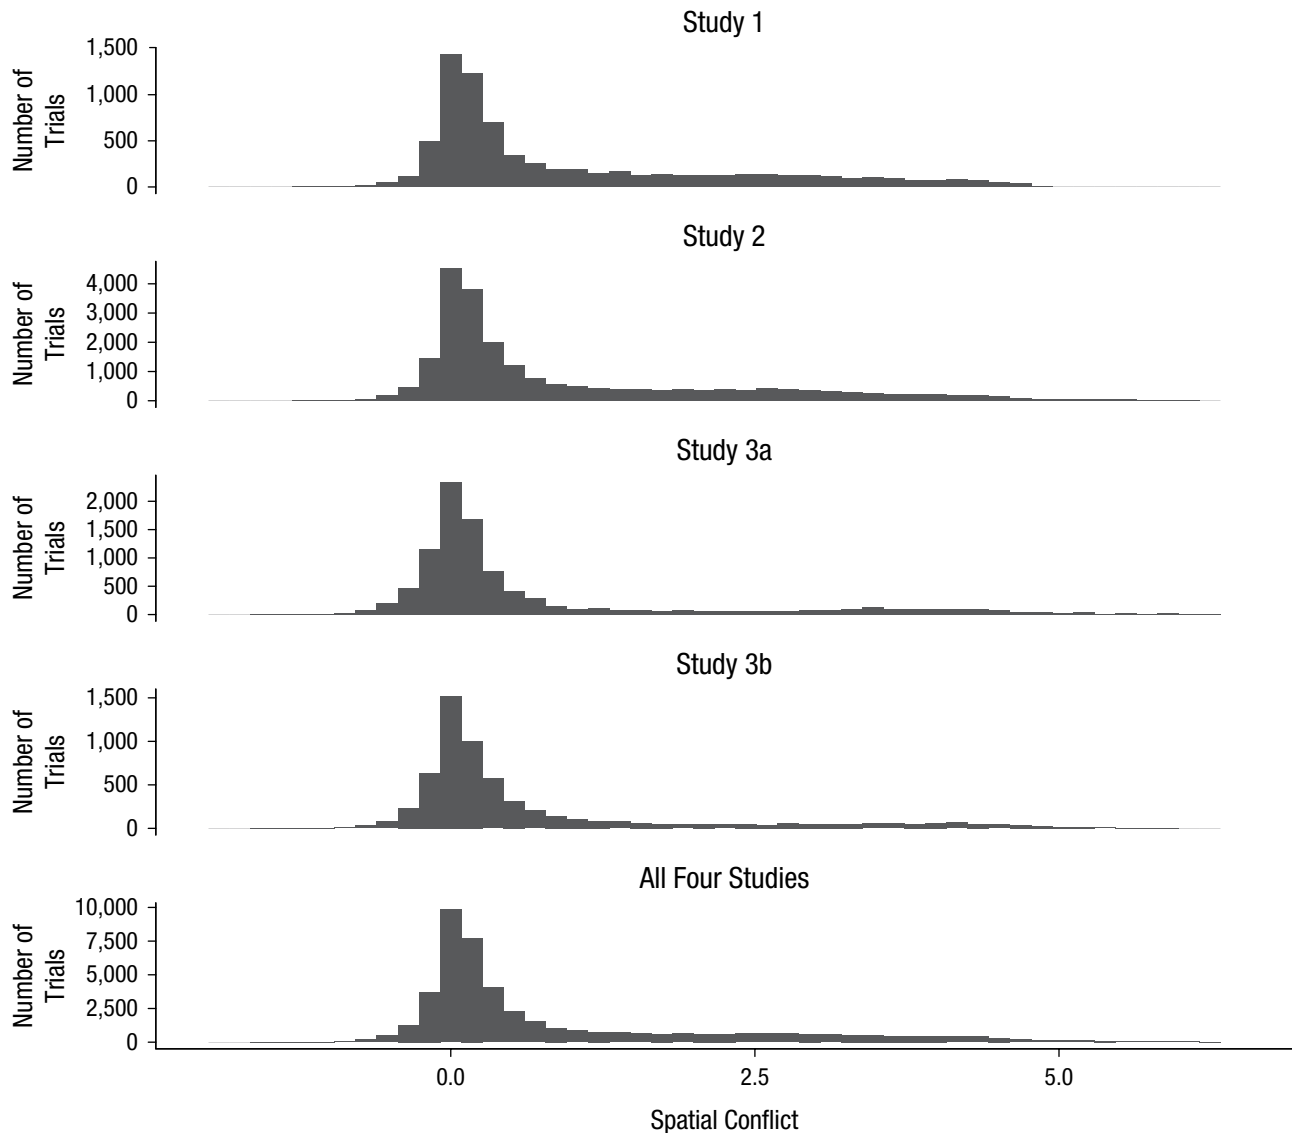 Study 1
Number of
Trials
1,500
1,000
500
0
Study 2
Number of
Trials
4,000
3,000
2,000
1,000
0
Study 3a
Number of
Trials
2,000
1,500
1,000
500
0
Study 3b
Number of
Trials
1,500
1,000
500
0
All Four Studies
Number of
Trials
10,000
7,500
5,000
2,500
0
0.0 2.5 5.0
Spatial Conflict